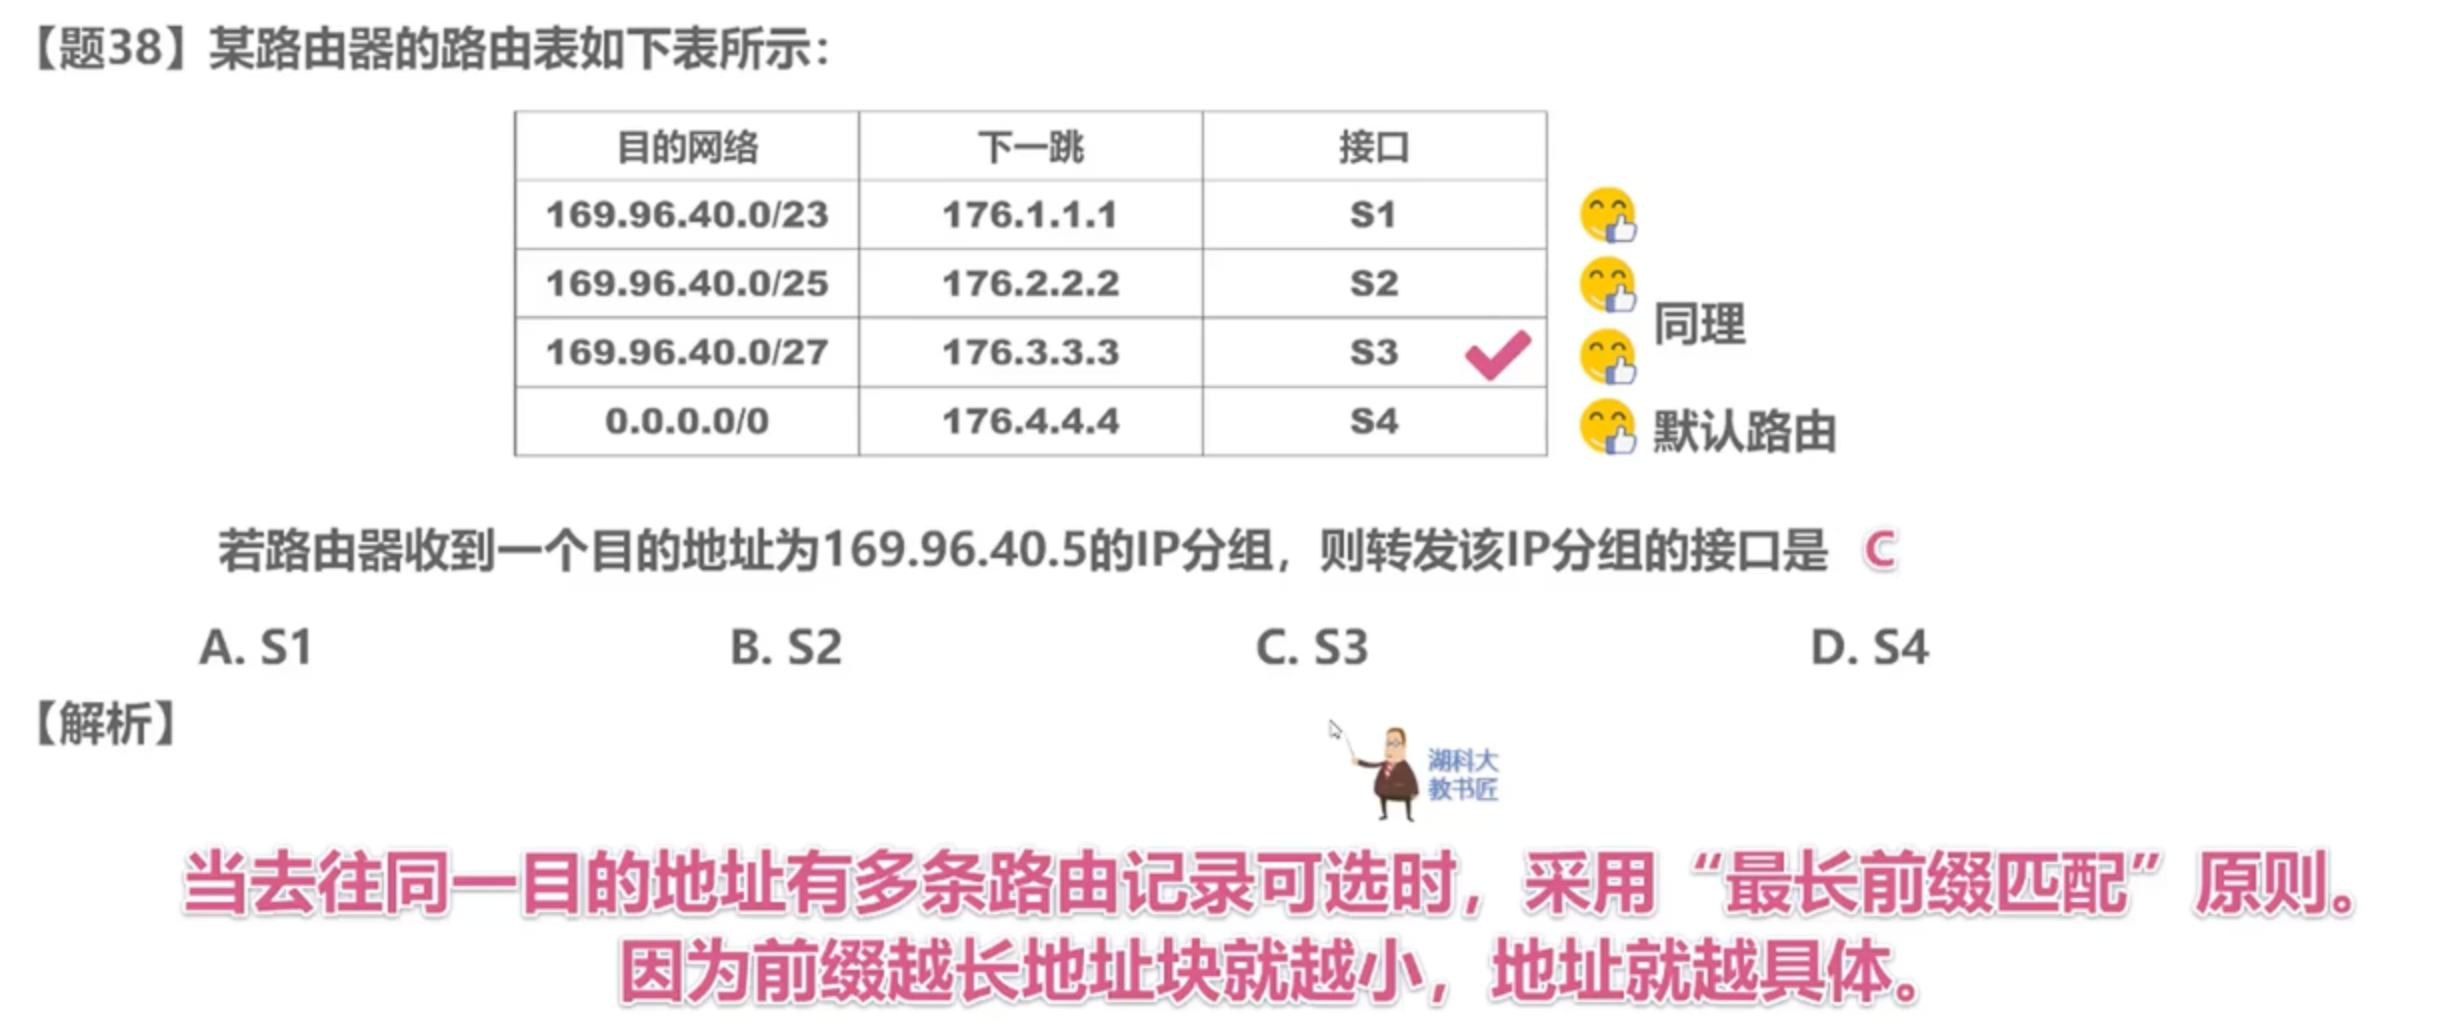 【题38】某路由器的路由表如下表所示：
目的网络 下一跳 接口
169.96.40.0/23 176.1.1.1 S1
169.96.40.0/25 176.2.2.2 S2
同理
169.96.40.0/27 176.3.3.3 S3
0.0.0.0/0 176.4.4.4 S4 默认路由
若路由器收到一个目的地址为169.96.40.5的IP分组，则转发该IP分组的接口是 C
A. S1 B. S2 C. S3 D. S4
【解析】
湖科大
教书匠
当去往同一目的地址有多条路由记录可选时，采用“最长前缀匹配”原则。
因为前缀越长地址块就越小，地址就越具体。